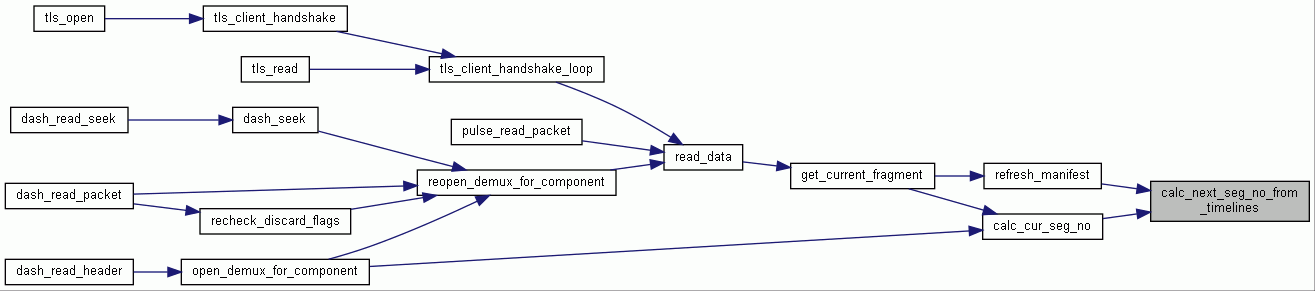 tls_open
tls_client_handshake
tls_read
tls_client_handshake_loop
dash_read_seek
dash_seek
pulse_read_packet
read_data
get_current_fragment
refresh_manifest
reopen_demux_for_component
dash_read_packet
recheck_discard_flags
calc_next_seg_no_from
_timelines
calc_cur_seg_no
dash_read_header
open_demux_for_component